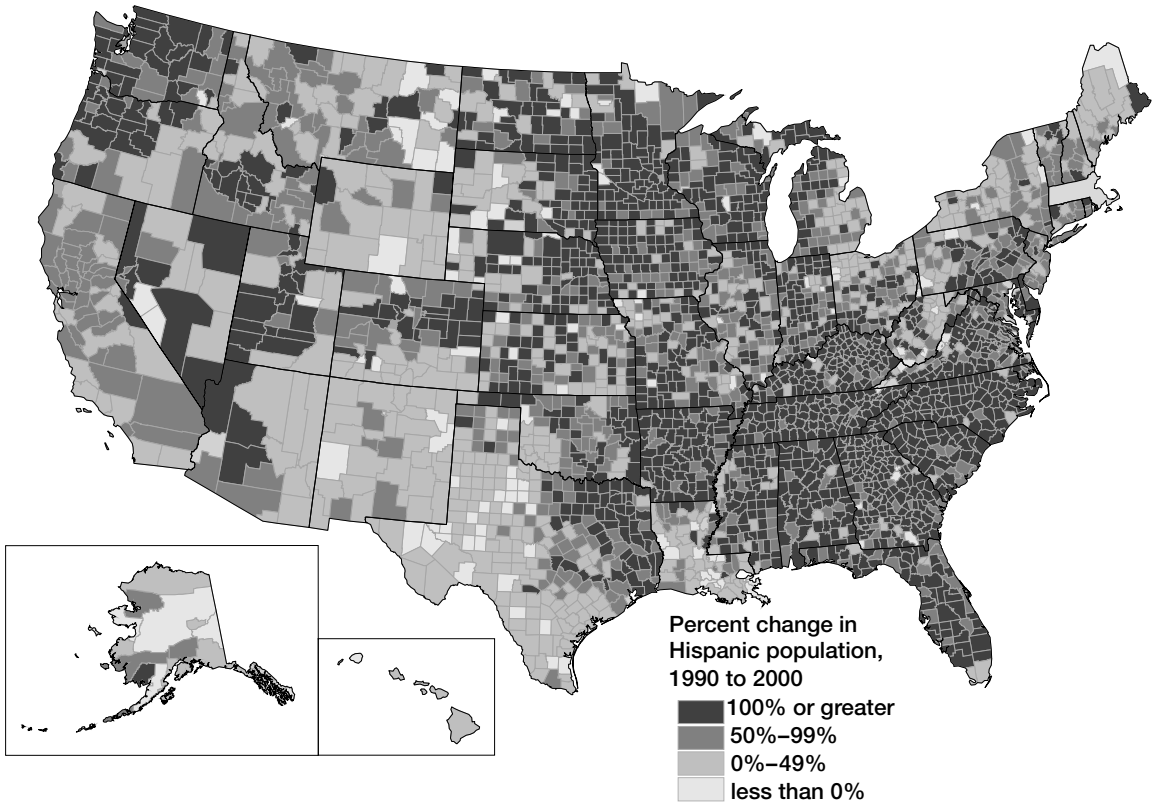 Percent change in
Hispanic population,
1990 to 2000
100% or greater
50%–99%
0%–49%
less than 0%